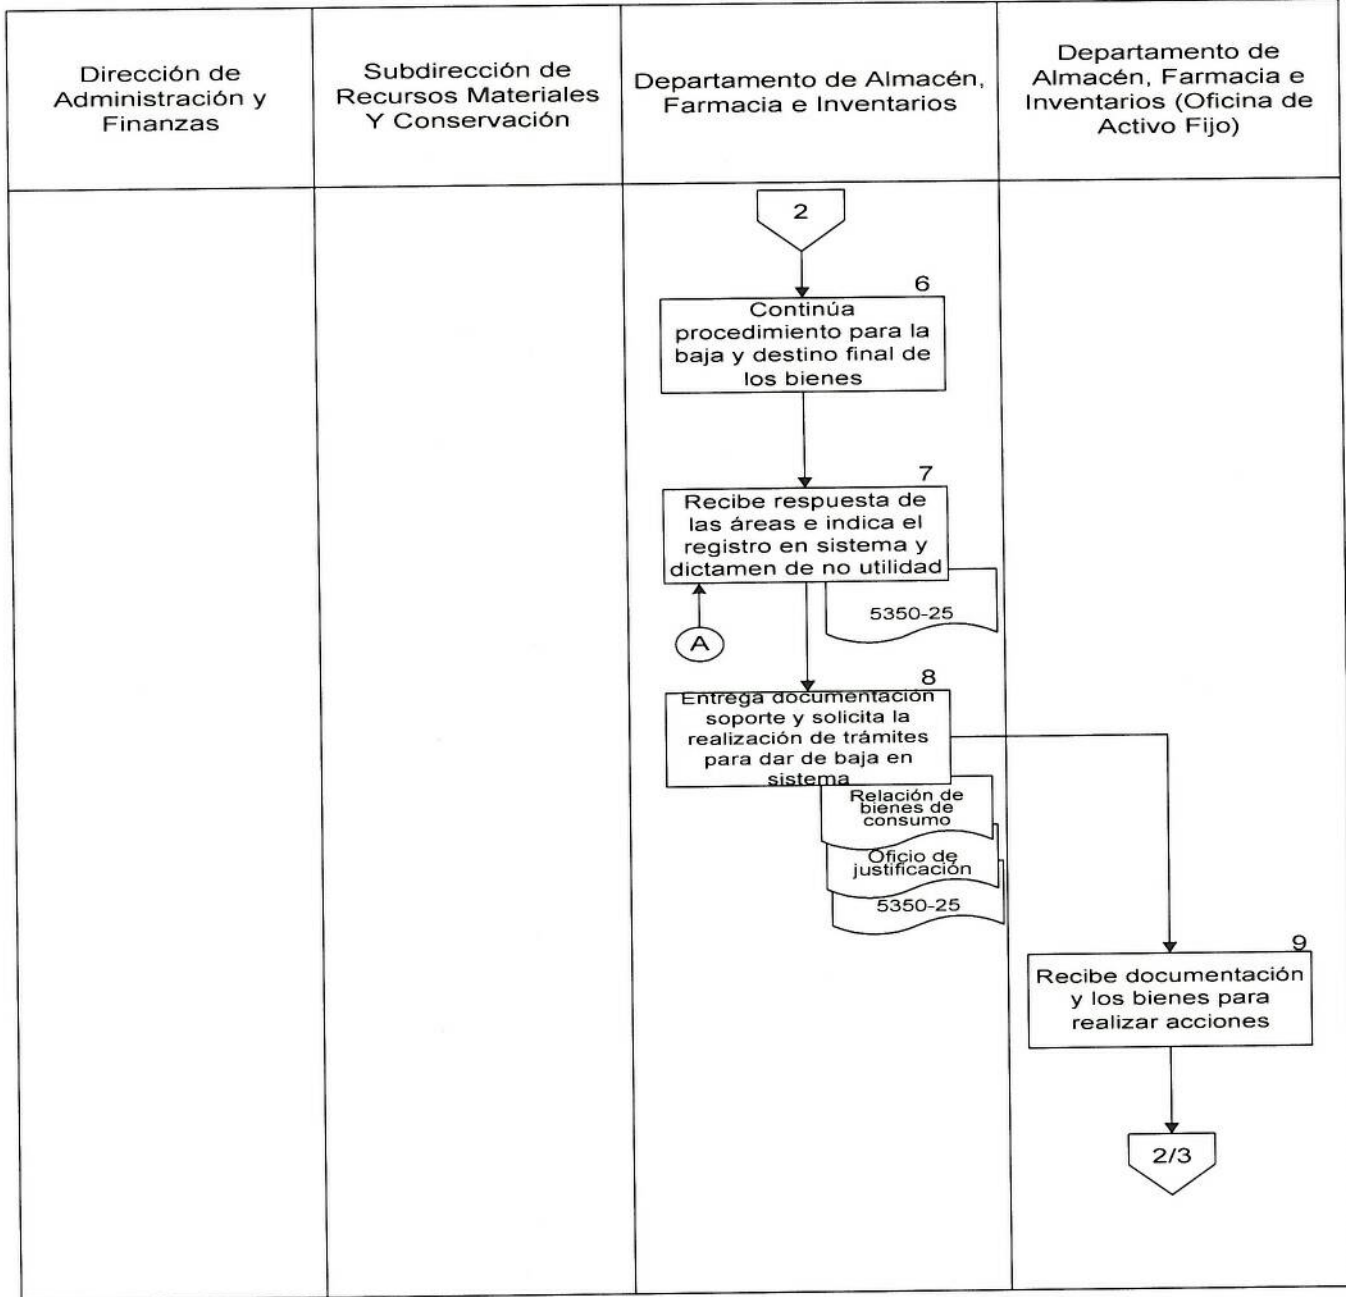 Dirección de
Administración y
Finanzas
Subdirección de
Recursos Materiales
Y Conservación
Departamento de Almacén,
Farmacia e Inventarios
Departamento de
Almacén, Farmacia e
Inventarios (Oficina de
Activo Fijo)
2
6
Continúa
procedimiento para la
baja y destino final de
los bienes
7
Recibe respuesta de
las áreas e indica el
registro en sistema y
dictamen de no utilidad
5350-25
A
8
Entrega documentación
soporte y solicita la
realización de trámites
para dar de baja en
sistema
Relación de
bienes de
consumo
Oficio de
justificación
5350-25
9
Recibe documentación
y los bienes para
realizar acciones
2/3